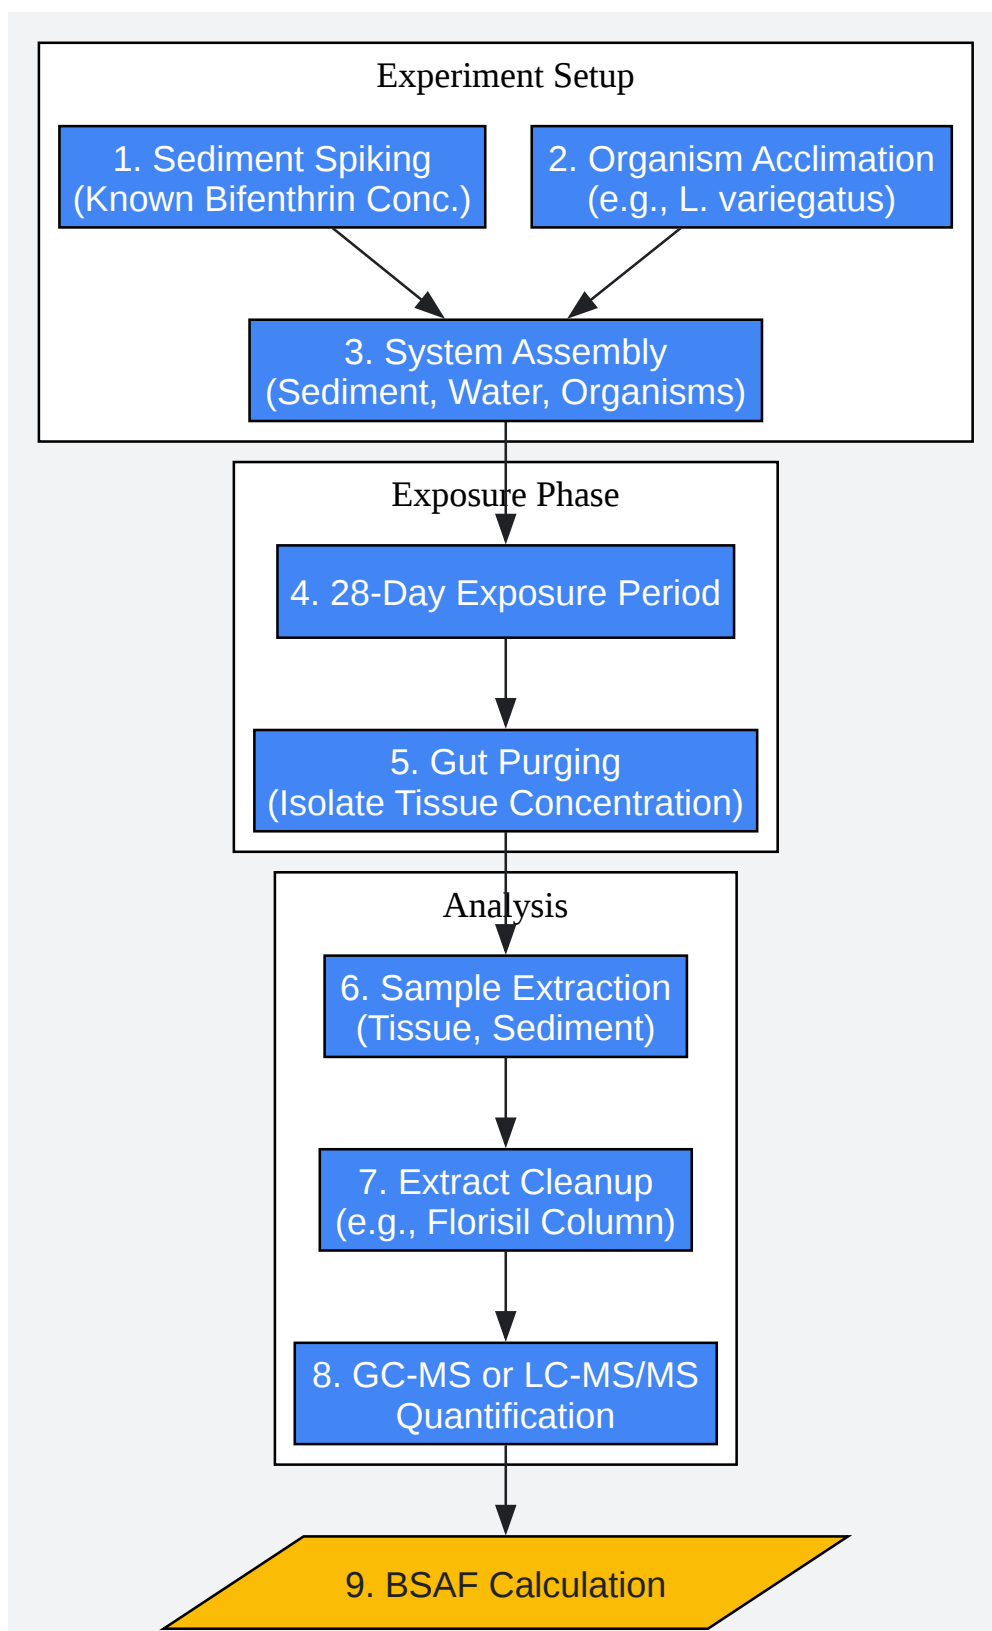 Experiment Setup
1. Sediment Spiking
(Known Bifenthrin Conc.)
2. Organism Acclimation
(e.g., L. variegatus)
3. System Assembly
(Sediment, Water, Organisms)
Exposure Phase
4. 28-Day Exposure Period
5. Gut Purging
(Isolate Tissue Concentration)
Analysis
6. Sample Extraction
(Tissue, Sediment)
7. Extract Cleanup
(e.g., Florisil Column)
8. GC-MS or LC-MS/MS
Quantification
9. BSAF Calculation